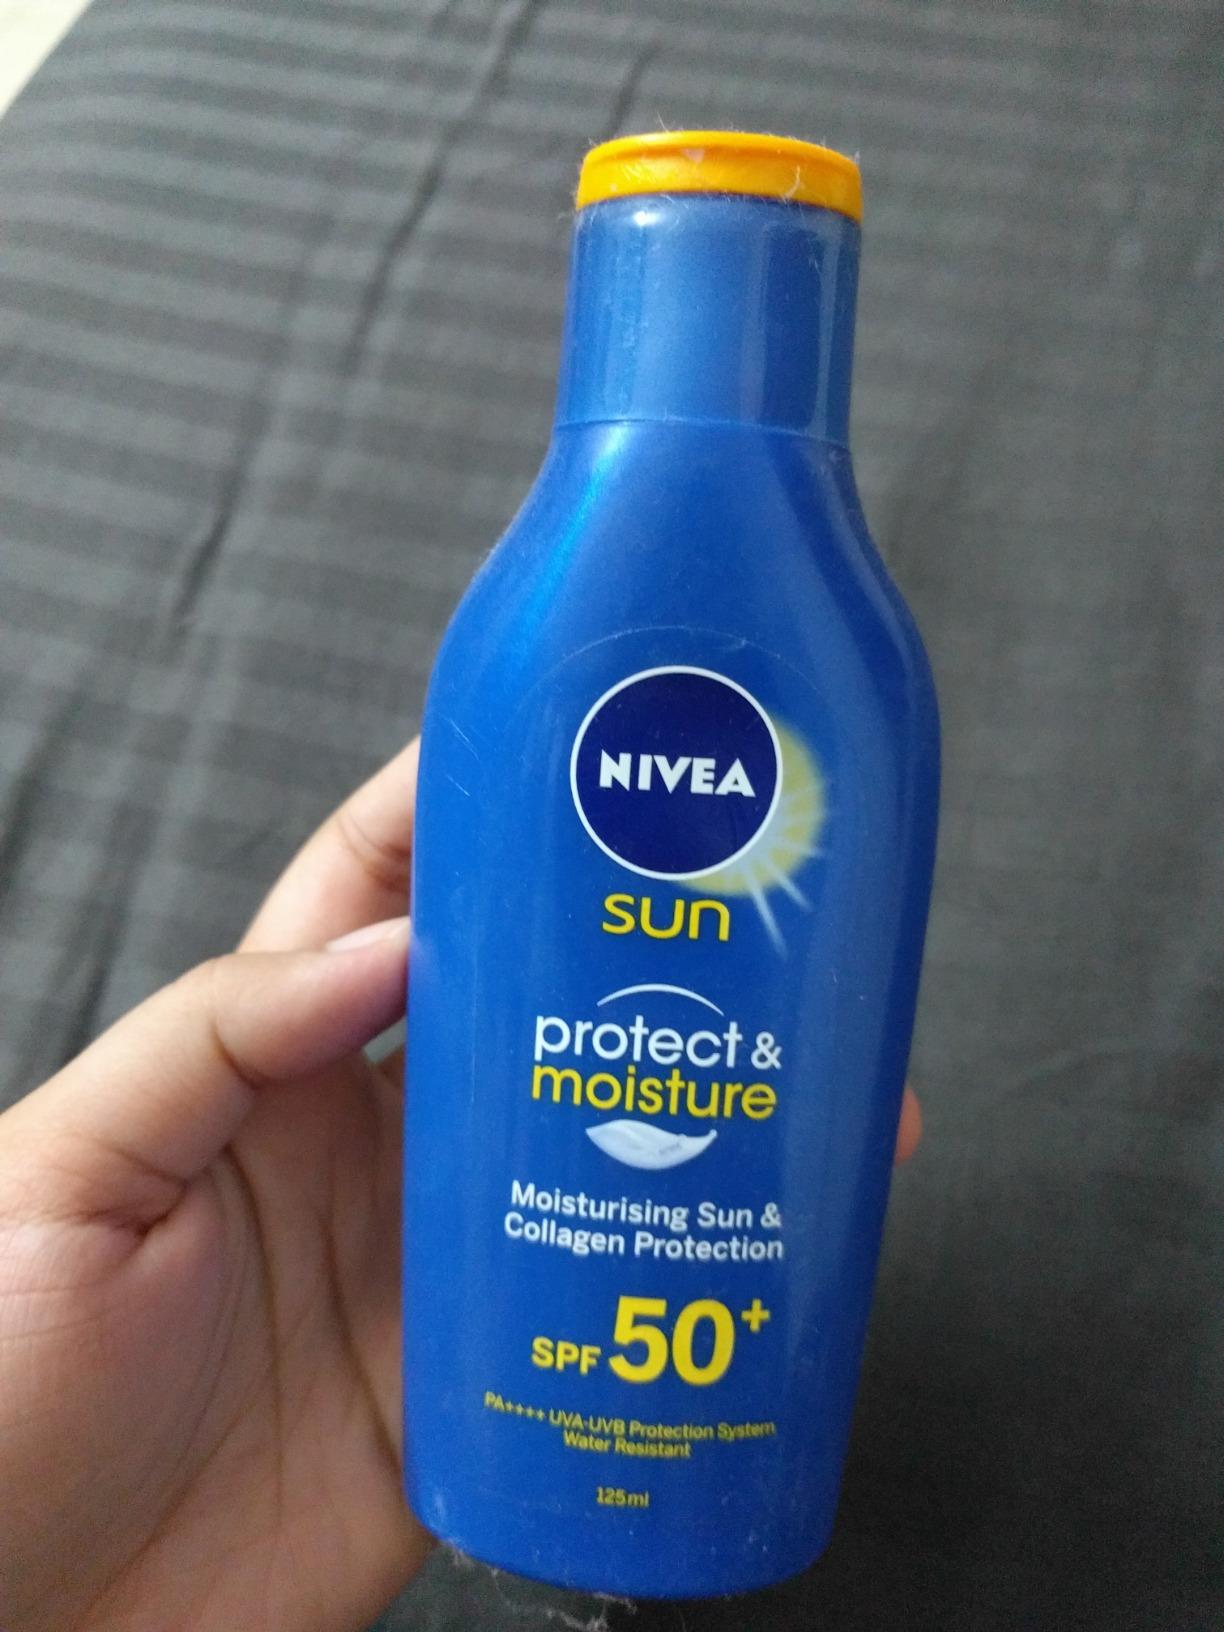 NIVEA
sun
protect &
moisture
Moisturising Sun &
Collagen Protection
SPF 50+
PA++++ UVA-UVB Protection System
Water Resistant
125ml